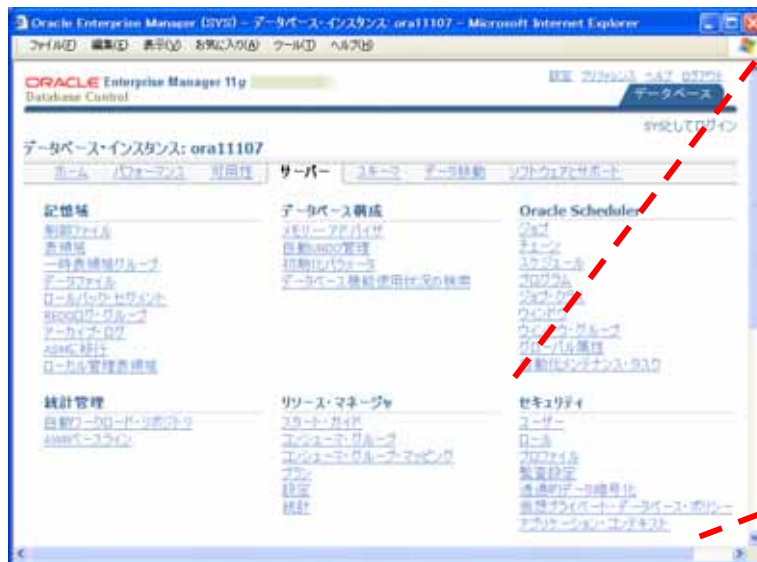 Oracle Enterprise Manager (SYS) - データベース・インスタンス: ora11107 - Microsoft Internet Explorer
ファイル(F) 編集(E) 表示(V) お気に入り(A) ツール(T) ヘルプ(H)
ORACLE Enterprise Manager 11g
Database Control
設定 プリファレンス ヘルプ ログアウト
データベース
SYSとしてログイン
データベース・インスタンス: ora11107
ホーム パフォーマンス 可用性 サーバー スキーマ データ移動 ソフトウェアとサポート
記憶域
制御ファイル
表領域
一時表領域グループ
データファイル
ロールバック・セグメント
REDOログ・グループ
アーカイブ・ログ
ASMに移行
ローカル管理表領域
データベース構成
メモリー・アドバイザ
自動UNDO管理
初期化パラメータ
データベース機能使用状況の検索
Oracle Scheduler
ジョブ
チェーン
スケジュール
プログラム
ジョブ・クラス
ウィンドウ
ウィンドウ・グループ
グローバル属性
自動化メンテナンス・タスク
統計管理
自動ワークロード・リポジトリ
AWRベースライン
リソース・マネージャ
スタート・ガイド
コンシューマ・グループ
コンシューマ・グループ・マッピング
プラン
設定
統計
セキュリティ
ユーザー
ロール
プロファイル
監査設定
透過的データ暗号化
仮想プライベート・データベース・ポリシー
アプリケーション・コンテキスト